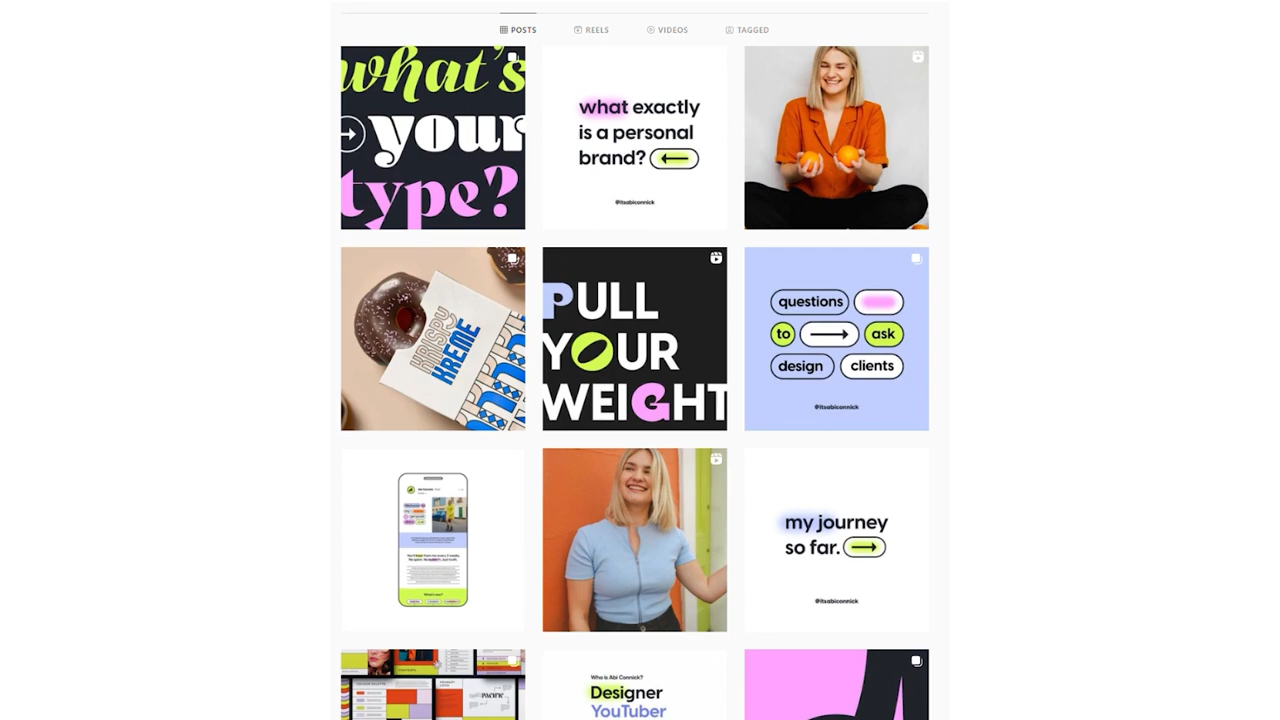 POSTS
REELS
VIDEOS
TAGGED
what's
your
type?
what exactly
is a personal
brand?
@itsabiconnick
KRISPY
KREME
PULL
YOUR
WEIGHT
questions
to
ask
design
clients
@itsabiconnick
my journey
so far.
@itsabiconnick
Who is Abi Connick?
Designer
YouTuber